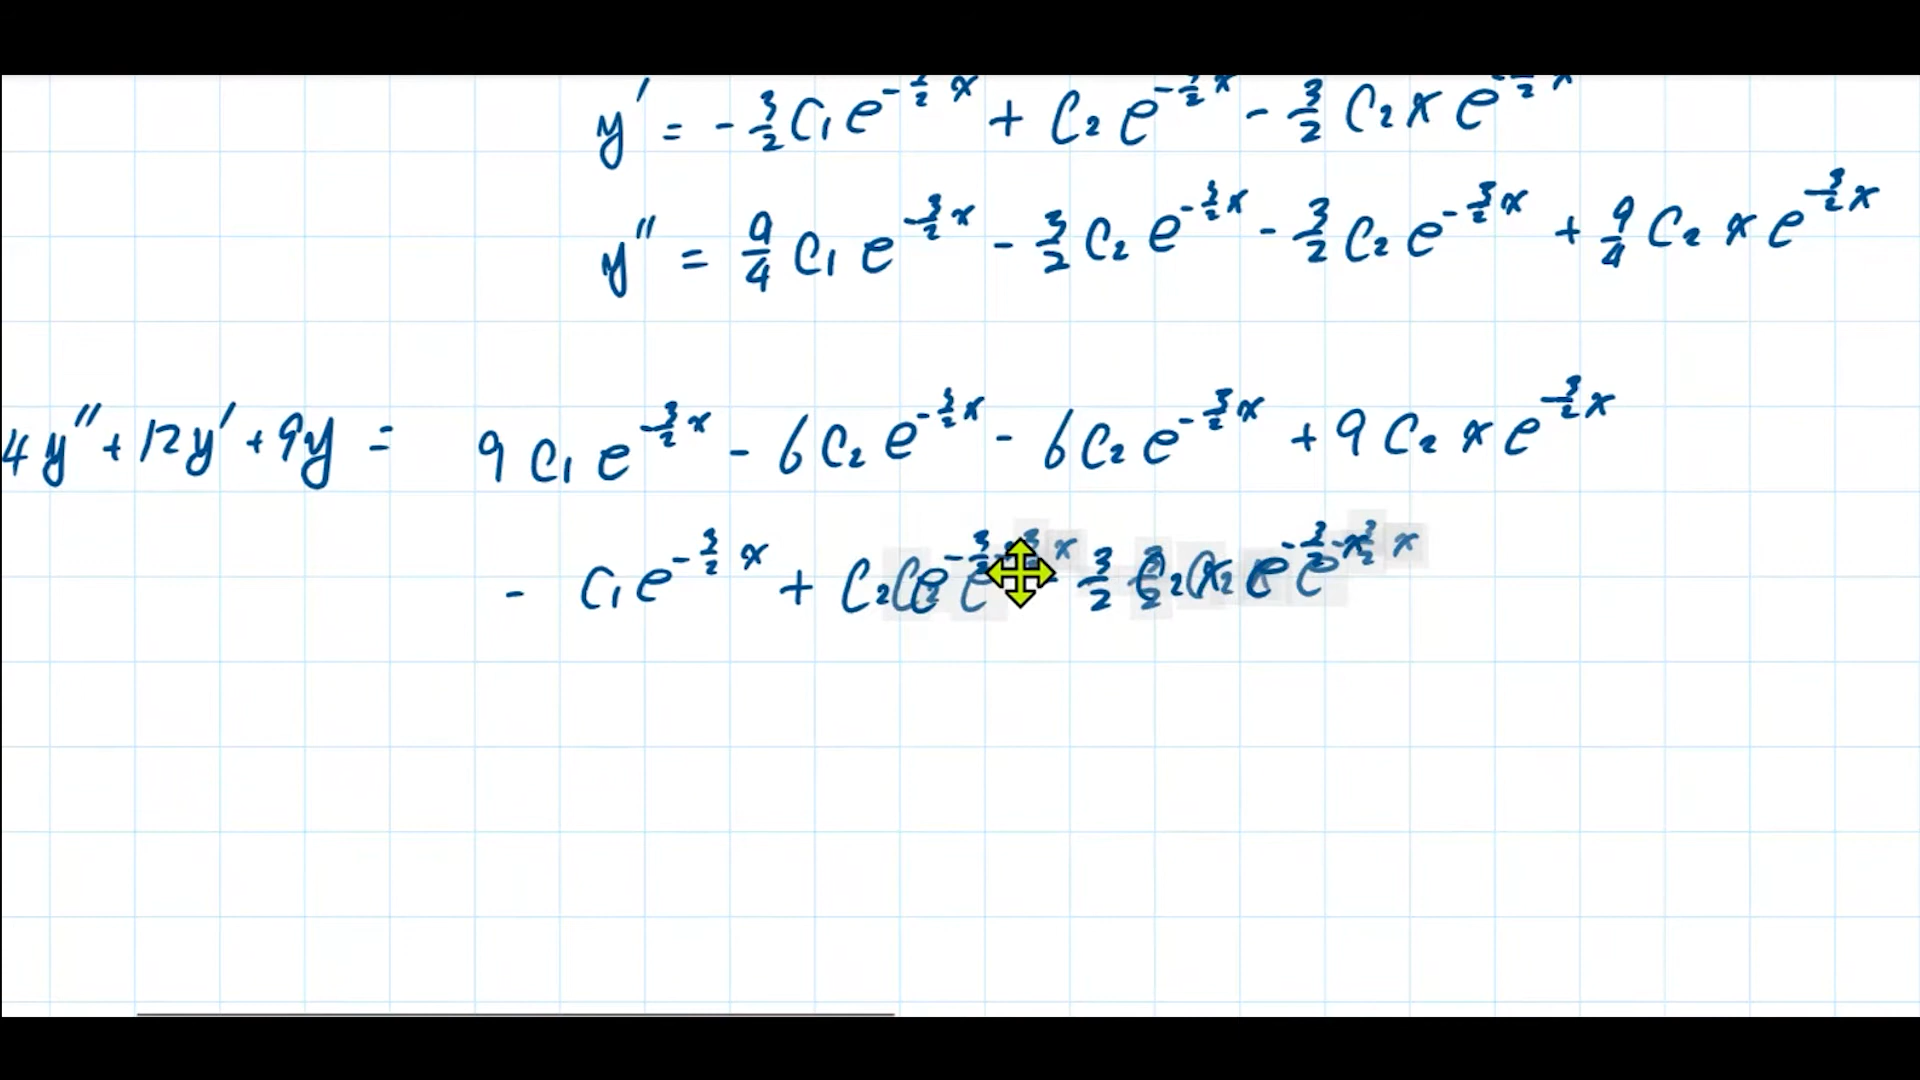 y' = -3/2 C₁ e^{-3/2 x} + C₂ e^{-3/2 x} - 3/2 C₂ x e^{-3/2 x}
y'' = 9/4 C₁ e^{-3/2 x} - 3/2 C₂ e^{-3/2 x} - 3/2 C₂ e^{-3/2 x} + 9/4 C₂ x e^{-3/2 x}
4y'' + 12y' + 9y = 9 C₁ e^{-3/2 x} - 6 C₂ e^{-3/2 x} - 6 C₂ e^{-3/2 x} + 9 C₂ x e^{-3/2 x}
- C₁ e^{-3/2 x} + C₂